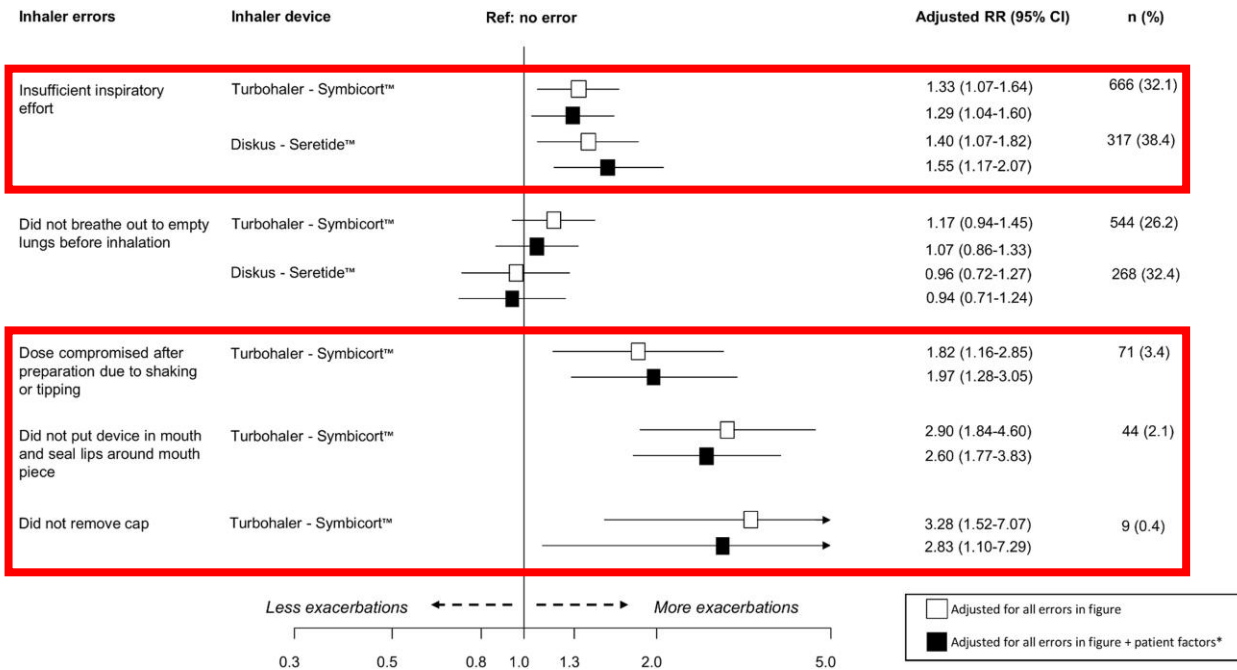 Inhaler errors Inhaler device Ref: no error Adjusted RR (95% CI) n (%)
Insufficient inspiratory effort Turbohaler - Symbicort™ 1.33 (1.07-1.64) 666 (32.1)
1.29 (1.04-1.60)
Diskus - Seretide™ 1.40 (1.07-1.82) 317 (38.4)
1.55 (1.17-2.07)
Did not breathe out to empty Turbohaler - Symbicort™ 1.17 (0.94-1.45) 544 (26.2)
lungs before inhalation 1.07 (0.86-1.33)
Diskus - Seretide™ 0.96 (0.72-1.27) 268 (32.4)
0.94 (0.71-1.24)
Dose compromised after Turbohaler - Symbicort™ 1.82 (1.16-2.85) 71 (3.4)
preparation due to shaking 1.97 (1.28-3.05)
or tipping
Did not put device in mouth Turbohaler - Symbicort™ 2.90 (1.84-4.60) 44 (2.1)
and seal lips around mouth 2.60 (1.77-3.83)
piece
Did not remove cap Turbohaler - Symbicort™ 3.28 (1.52-7.07) 9 (0.4)
2.83 (1.10-7.29)
Less exacerbations More exacerbations
0.3 0.5 0.8 1.0 1.3 2.0 5.0
Adjusted for all errors in figure
Adjusted for all errors in figure + patient factors*